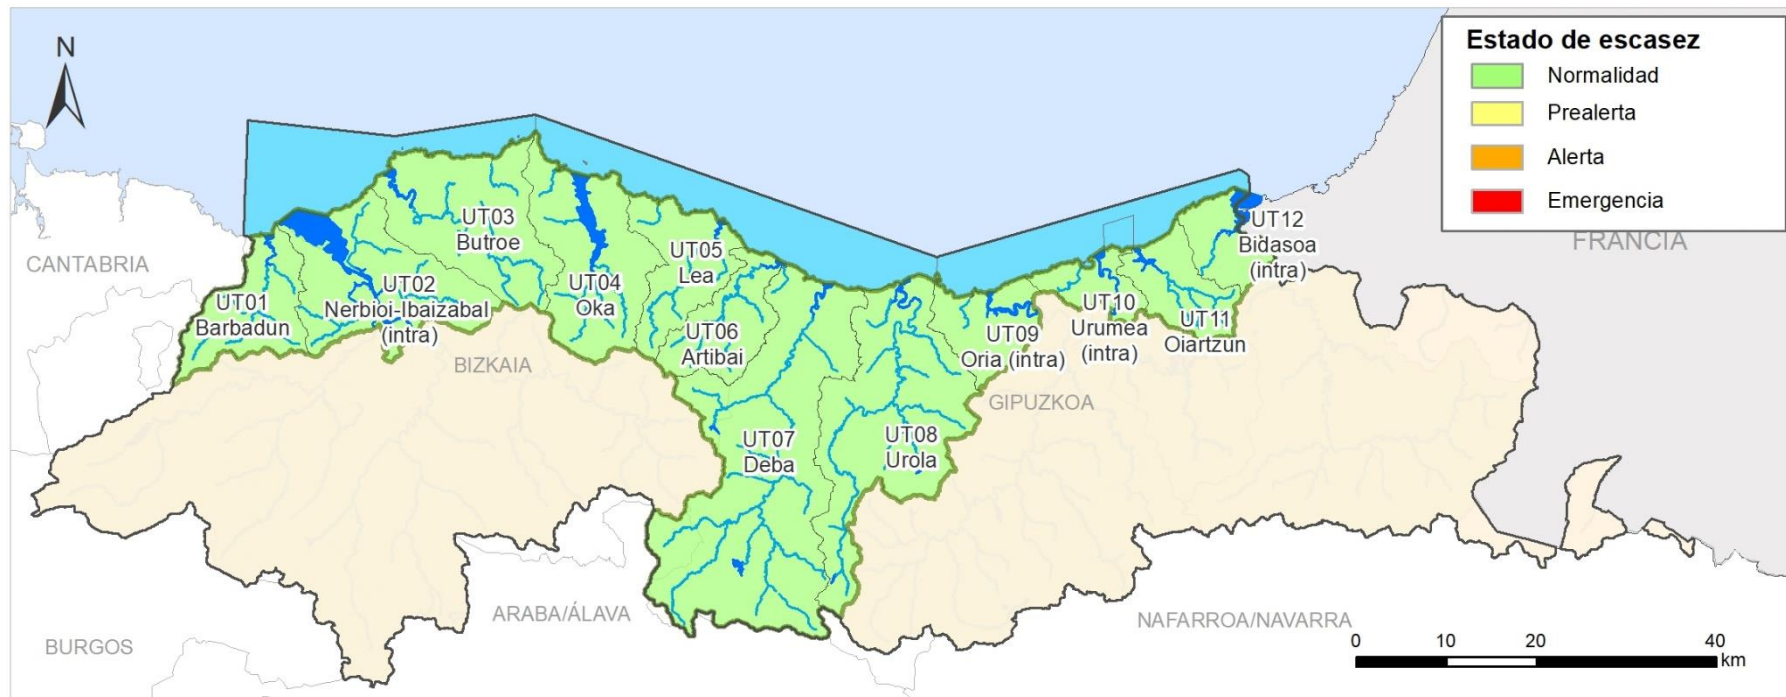 N
Estado de escasez
Normalidad
Prealerta
Alerta
Emergencia
UT12
Bidasoa
(intra)
FRANCIA
UT03
Butroe
CANTABRIA
UT05
Lea
UT02
Nerbioi-Ibaizabal
(intra)
UT04
Oka
UT01
Barbadun
UT10
Urumea
(intra)
UT11
Oiartzun
UT06
Artibai
UT09
Oria (intra)
BIZKAIA
GIPUZKOA
UT07
Deba
UT08
Urola
ARABA/ÁLAVA
NAFARROA/NAVARRA
BURGOS
0 10 20 40
km